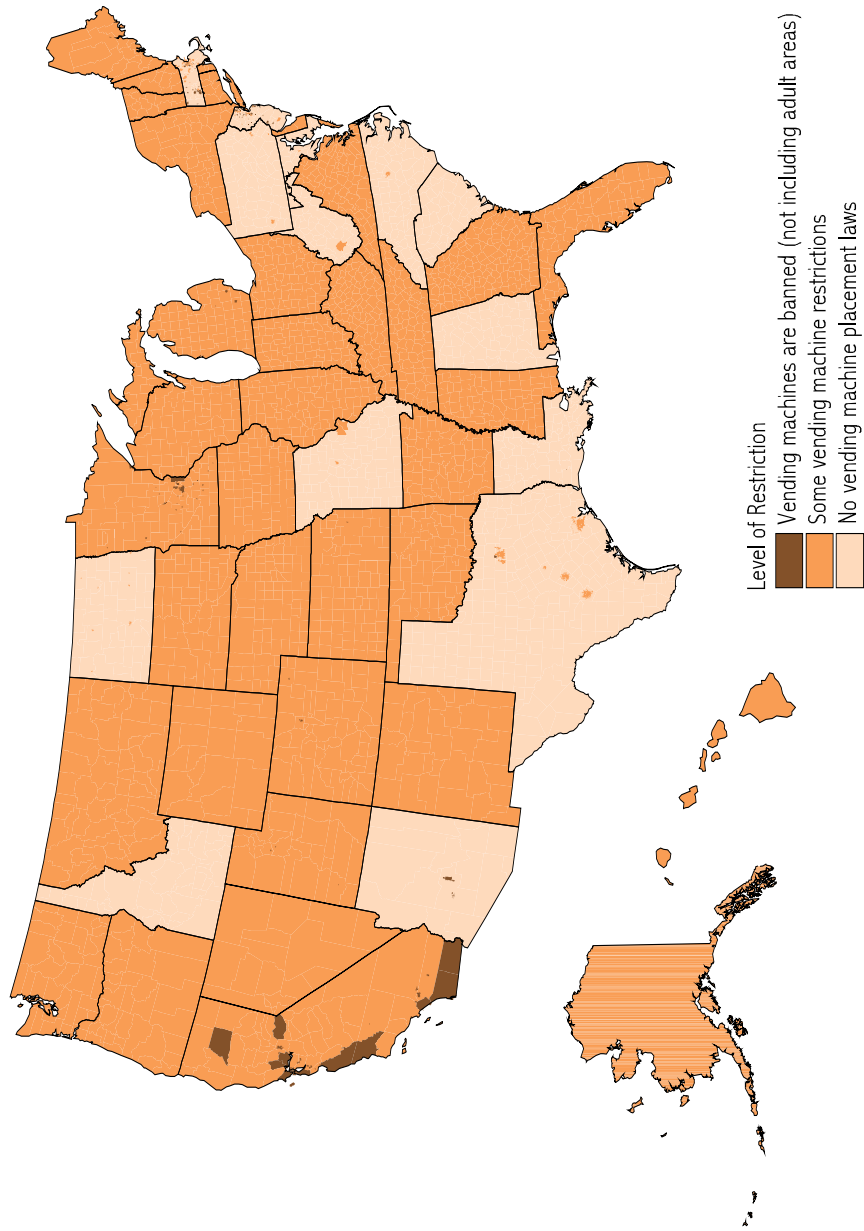 Level of Restriction
Vending machines are banned (not including adult areas)
Some vending machine restrictions
No vending machine placement laws